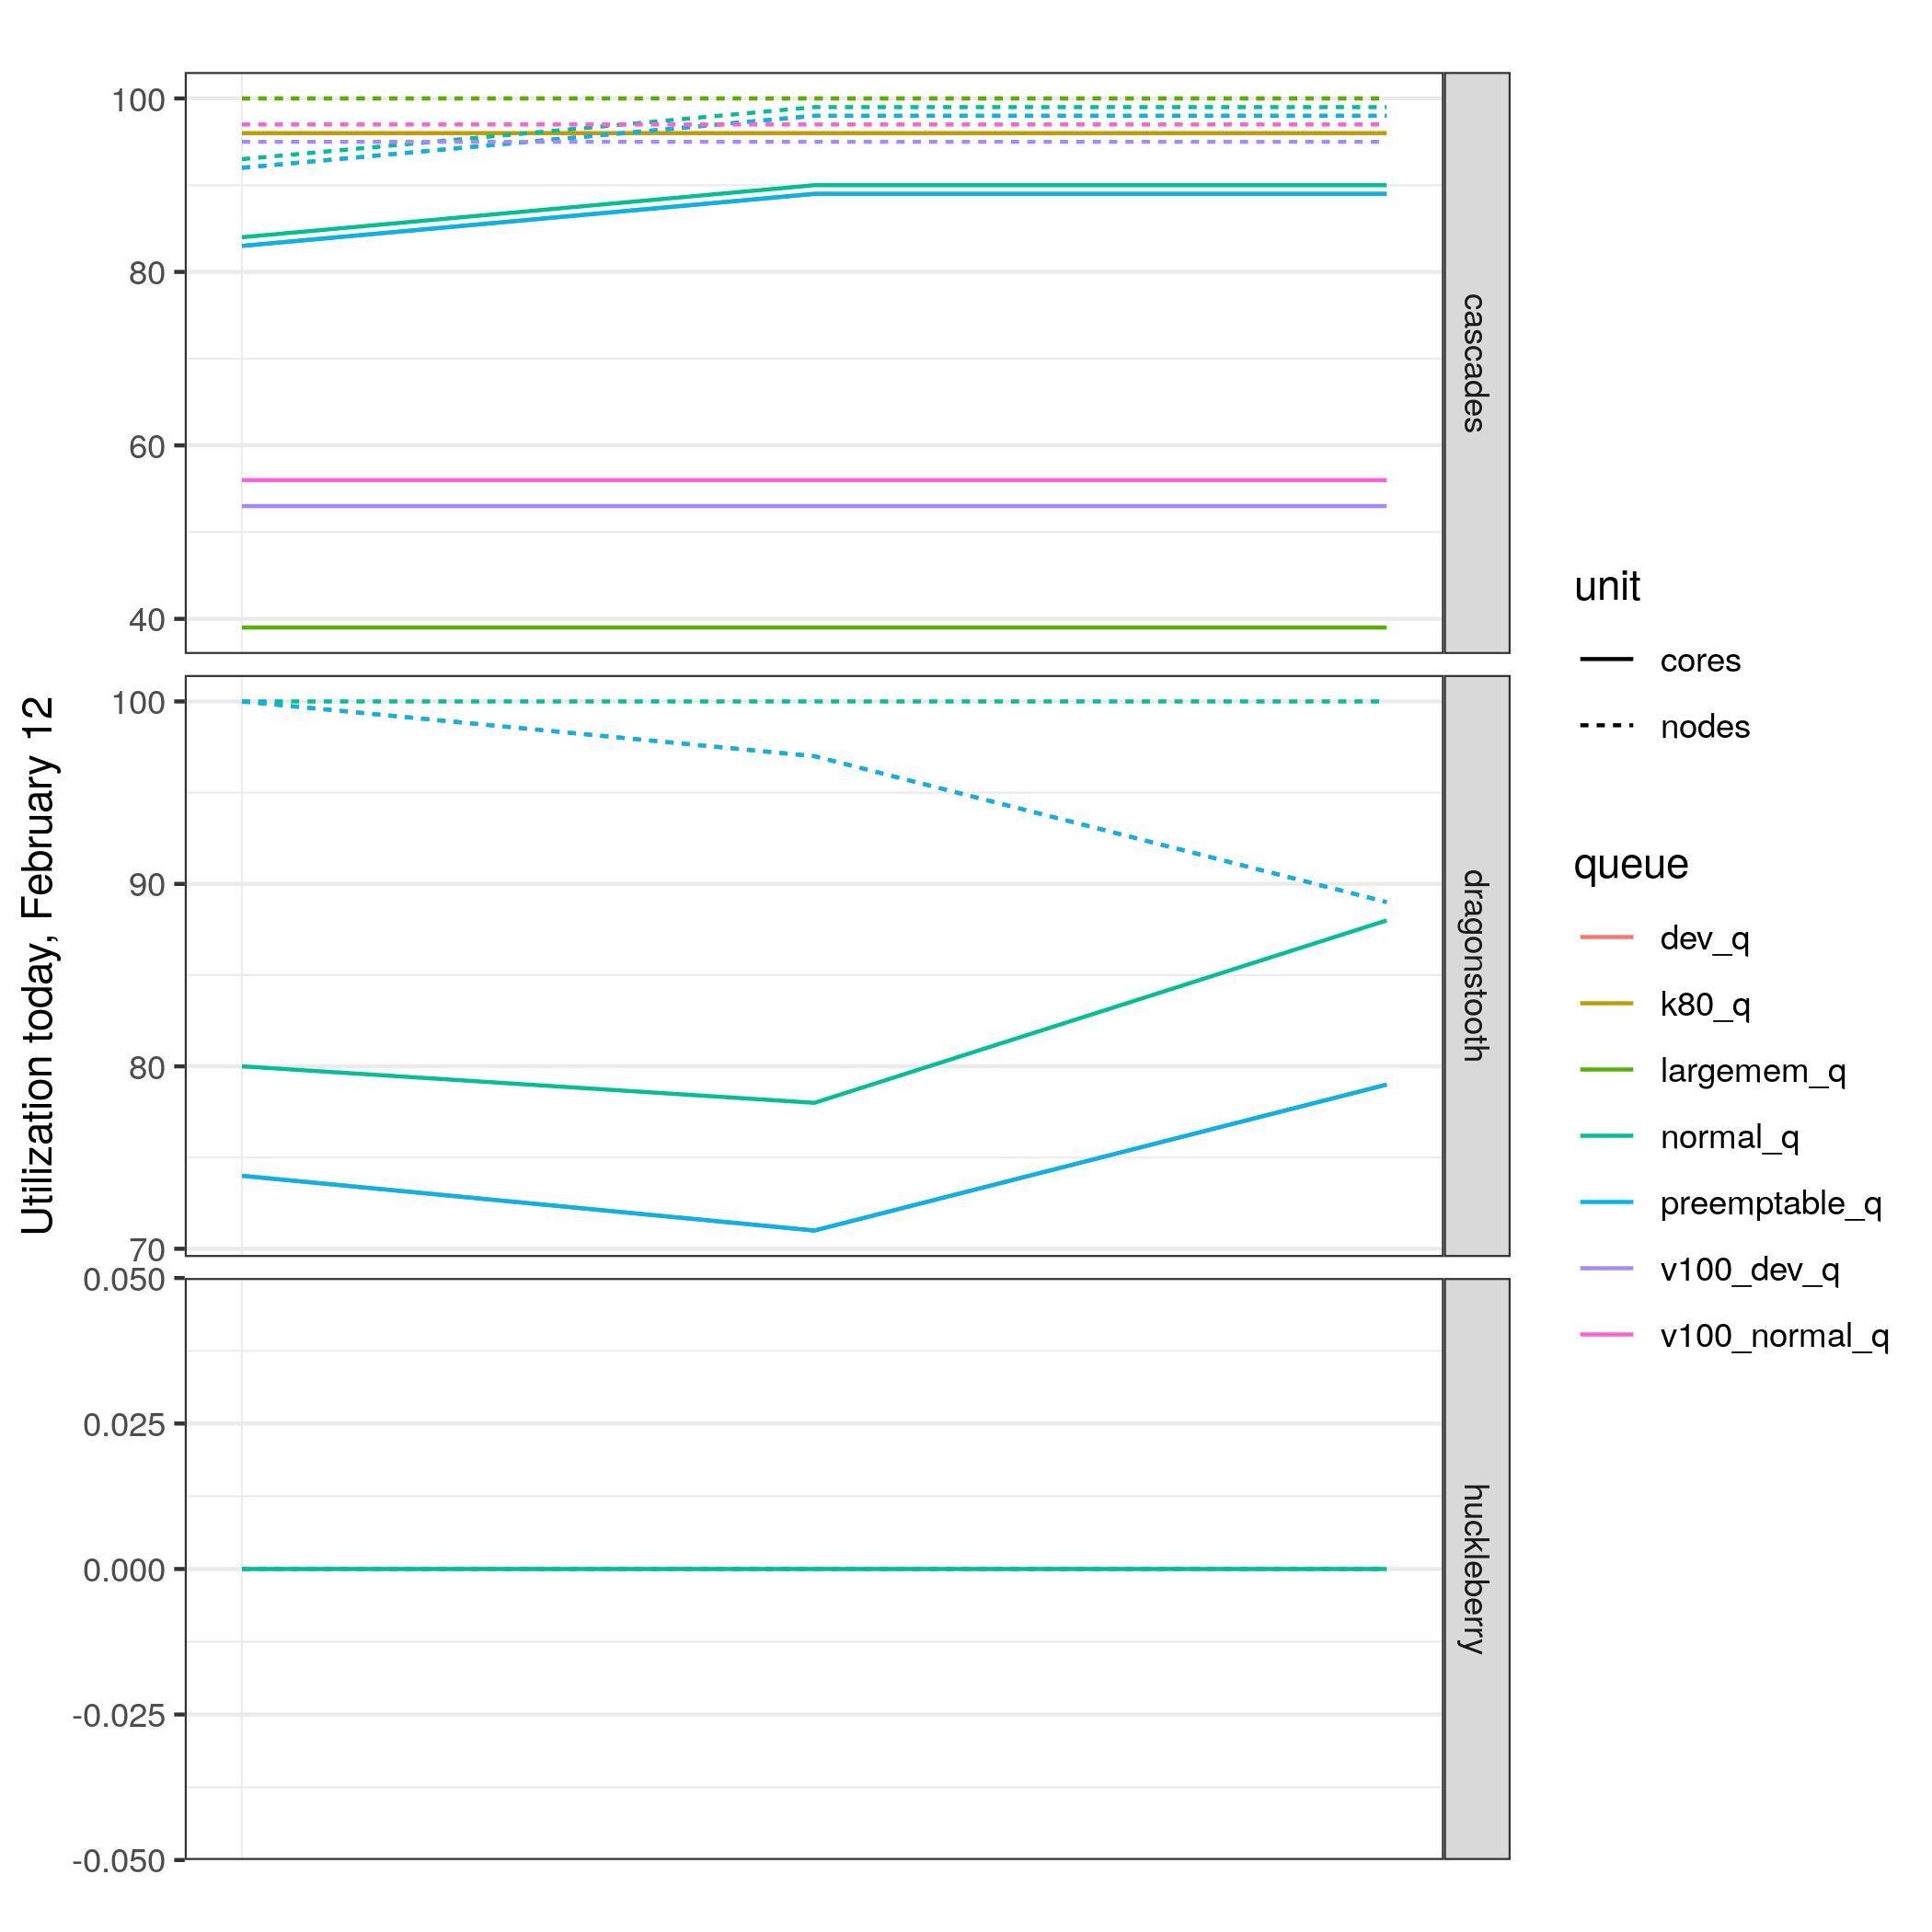 Utilization today, February 12
100
80
60
40
cascades
100
90
80
70
dragonstooth
0.050
0.025
0.000
-0.025
-0.050
huckleberry
unit
cores
nodes
queue
dev_q
k80_q
largemem_q
normal_q
preemptable_q
v100_dev_q
v100_normal_q